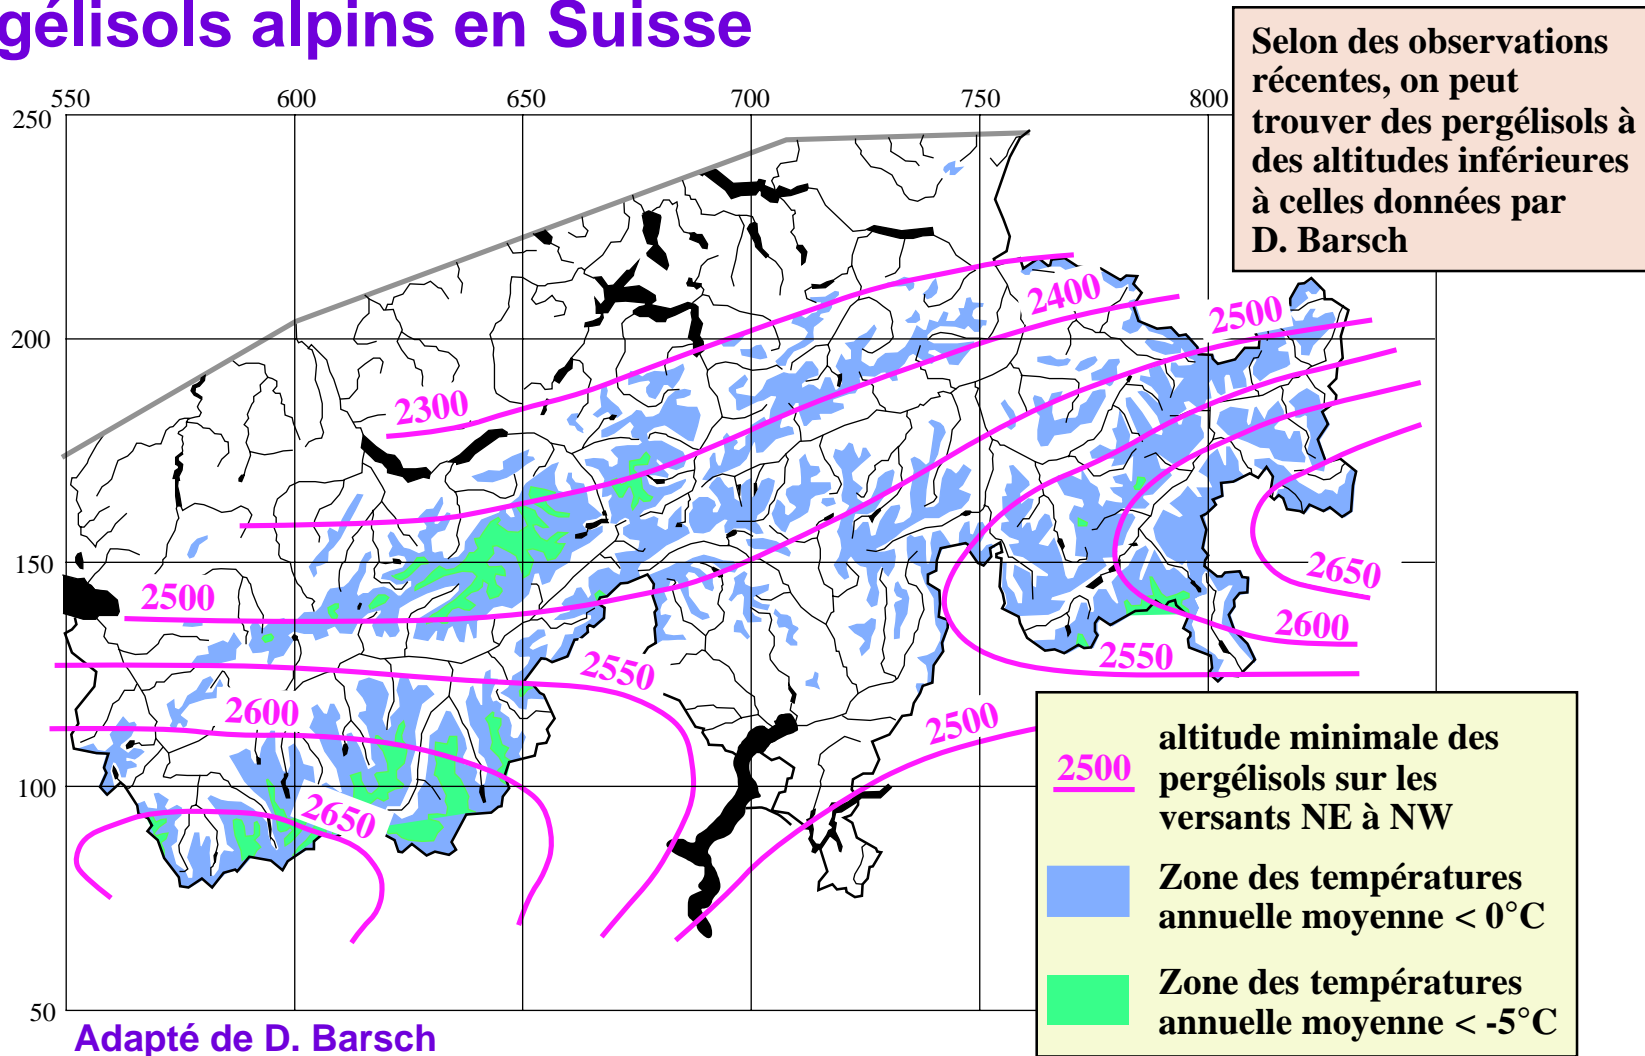 gélisols alpins en Suisse
Selon des observations
récentes, on peut
trouver des pergélisols à
des altitudes inférieures
à celles données par
D. Barsch
550 600 650 700 750 800
250
200
150
100
50
2300
2400
2500
2500
2550
2600
2650
2500
2550
2600
2650
2500
altitude minimale des
pergélisols sur les
versants NE à NW
Zone des températures
annuelle moyenne < 0°C
Zone des températures
annuelle moyenne < -5°C
Adapté de D. Barsch